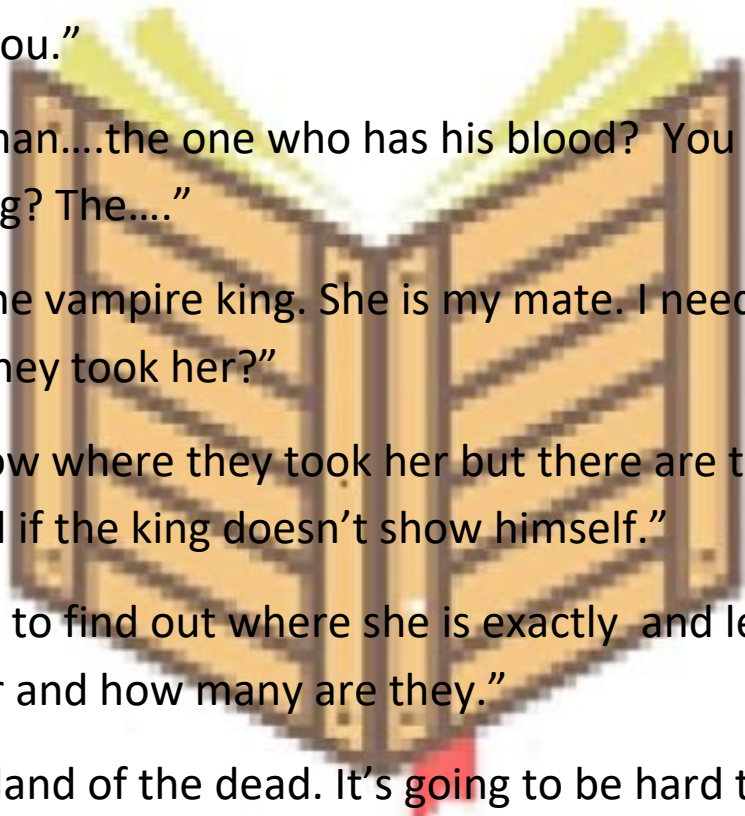 ou.”
nan....the one who has his blood?  You
g? The....”
ne vampire king. She is my mate. I need
hey took her?”
ow where they took her but there are t
l if the king doesn’t show himself.”
to find out where she is exactly  and le
r and how many are they.”
land of the dead. It’s going to be hard t